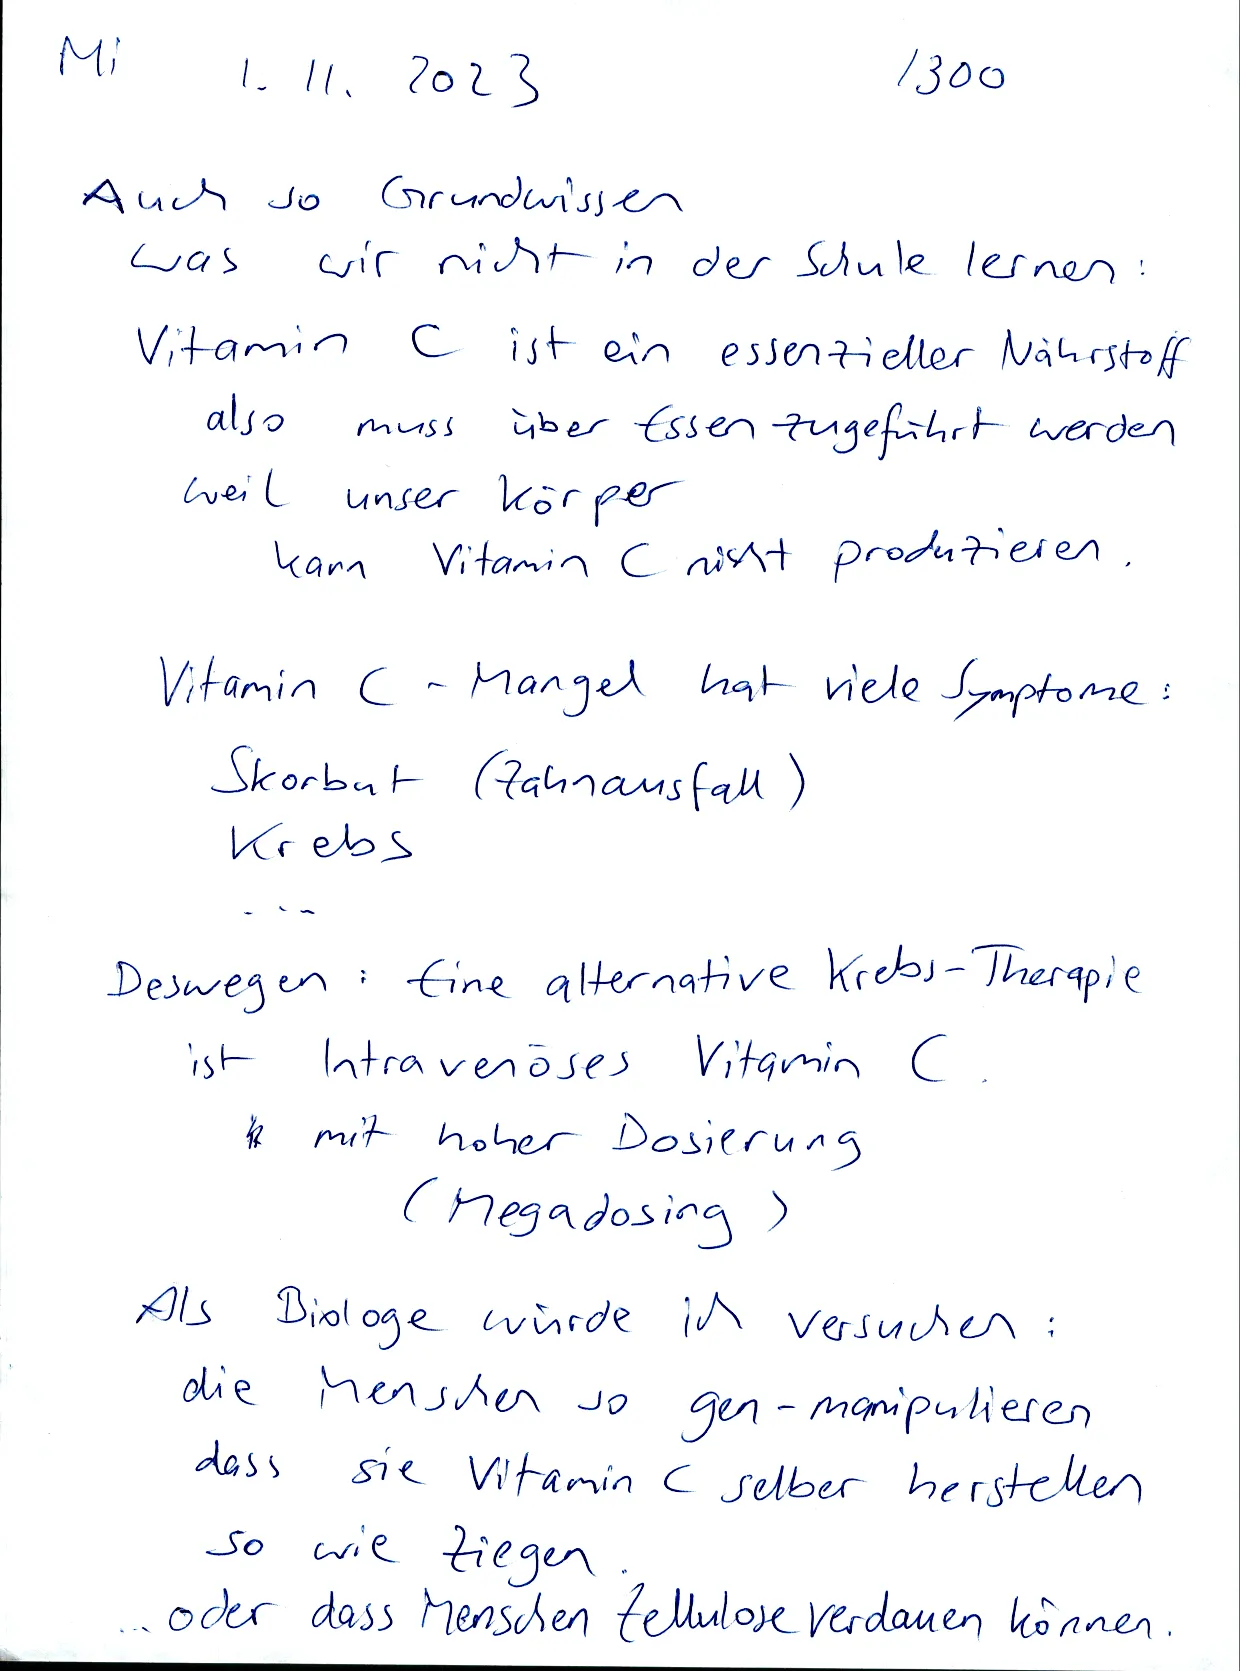 Mi 1. 11. 2023 1300
Auch so Grundwissen
was wir nicht in der Schule lernen:
Vitamin C ist ein essenzieller Nährstoff
also muss über Essen zugeführt werden
weil unser Körper
kann Vitamin C nicht produzieren.
Vitamin C - Mangel hat viele Symptome:
Skorbut (Zahnausfall)
Krebs
...
Deswegen: Eine alternative Krebs-Therapie
ist Intravenöses Vitamin C.
mit hoher Dosierung
(Megadosing)
Als Biologe würde ich versuchen:
die Menschen so gen-manipulieren
dass sie Vitamin C selber herstellen
so wie Ziegen.
... oder dass Menschen Zellulose verdauen können.